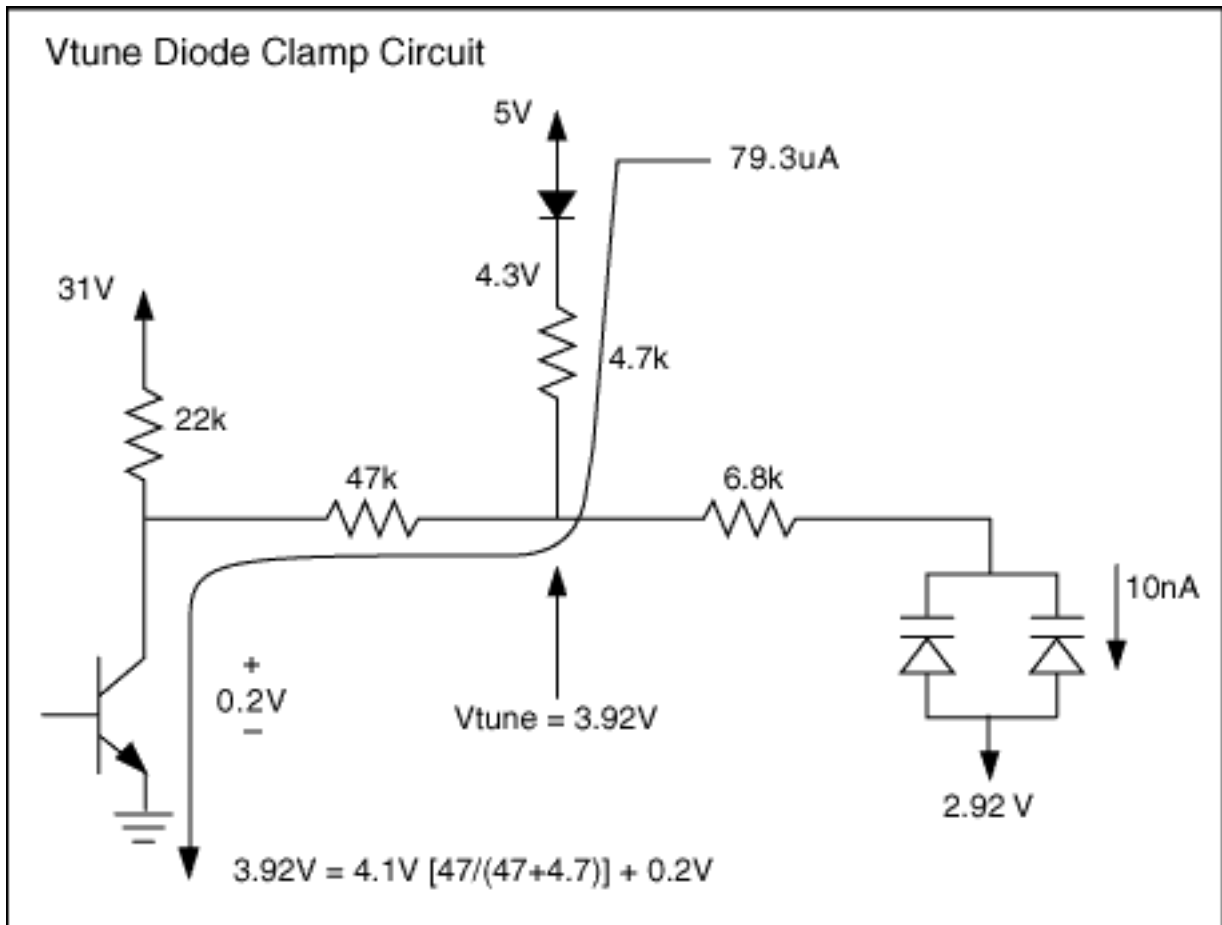 Vtune Diode Clamp Circuit
5V
79.3uA
4.3V
31V
4.7k
22k
47k
6.8k
10nA
+
0.2V
−
Vtune = 3.92V
2.92 V
3.92V = 4.1V [47/(47+4.7)] + 0.2V